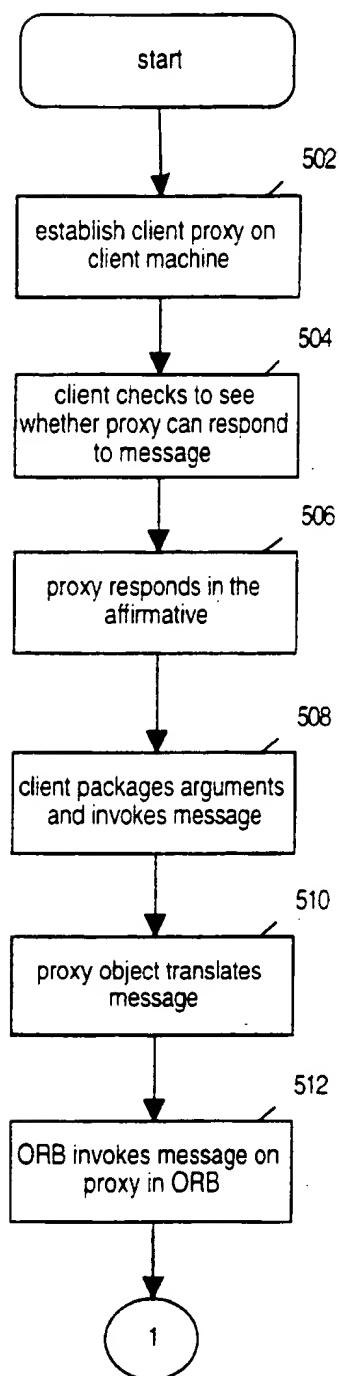 start
502
establish client proxy on
client machine
504
client checks to see
whether proxy can respond
to message
506
proxy responds in the
affirmative
508
client packages arguments
and invokes message
510
proxy object translates
message
512
ORB invokes message on
proxy in ORB
1